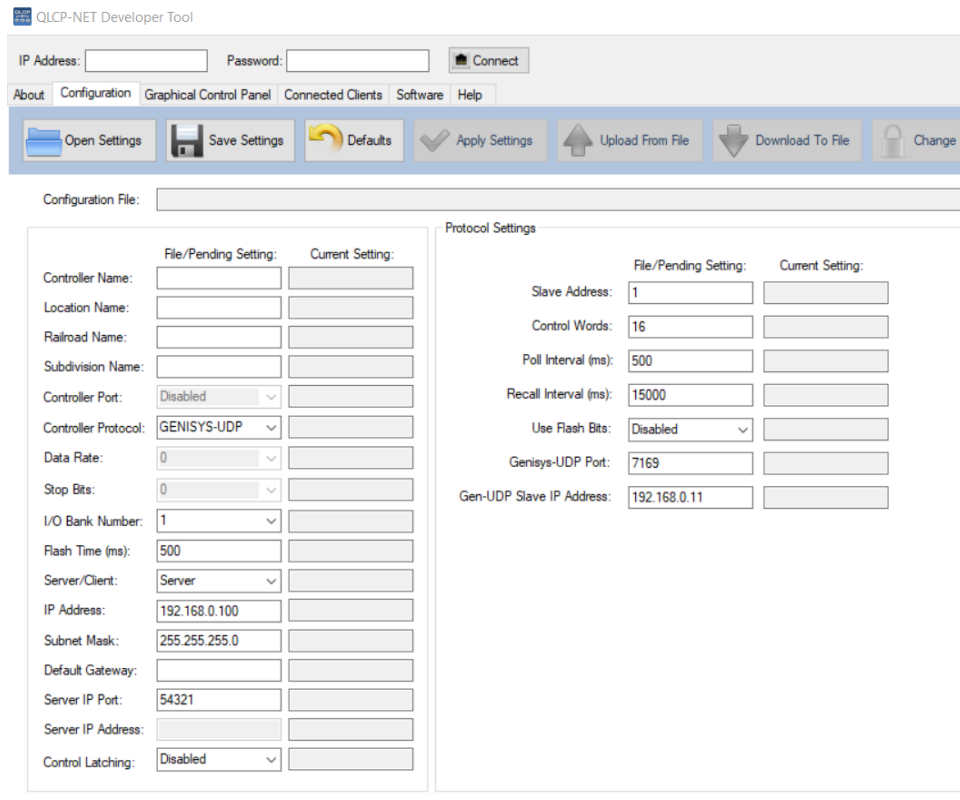 QLCP-NET Developer Tool
IP Address: Password: Connect
About Configuration Graphical Control Panel Connected Clients Software Help
Open Settings Save Settings Defaults Apply Settings Upload From File Download To File Change
Configuration File:
Protocol Settings
File/Pending Setting: Current Setting:
Controller Name:
Location Name:
Railroad Name:
Subdivision Name:
Controller Port: Disabled
Controller Protocol: GENISYS-UDP
Data Rate: 0
Stop Bits: 0
I/O Bank Number: 1
Flash Time (ms): 500
Server/Client: Server
IP Address: 192.168.0.100
Subnet Mask: 255.255.255.0
Default Gateway:
Server IP Port: 54321
Server IP Address:
Control Latching: Disabled
File/Pending Setting: Current Setting:
Slave Address: 1
Control Words: 16
Poll Interval (ms): 500
Recall Interval (ms): 15000
Use Flash Bits: Disabled
Genisys-UDP Port: 7169
Gen-UDP Slave IP Address: 192.168.0.11